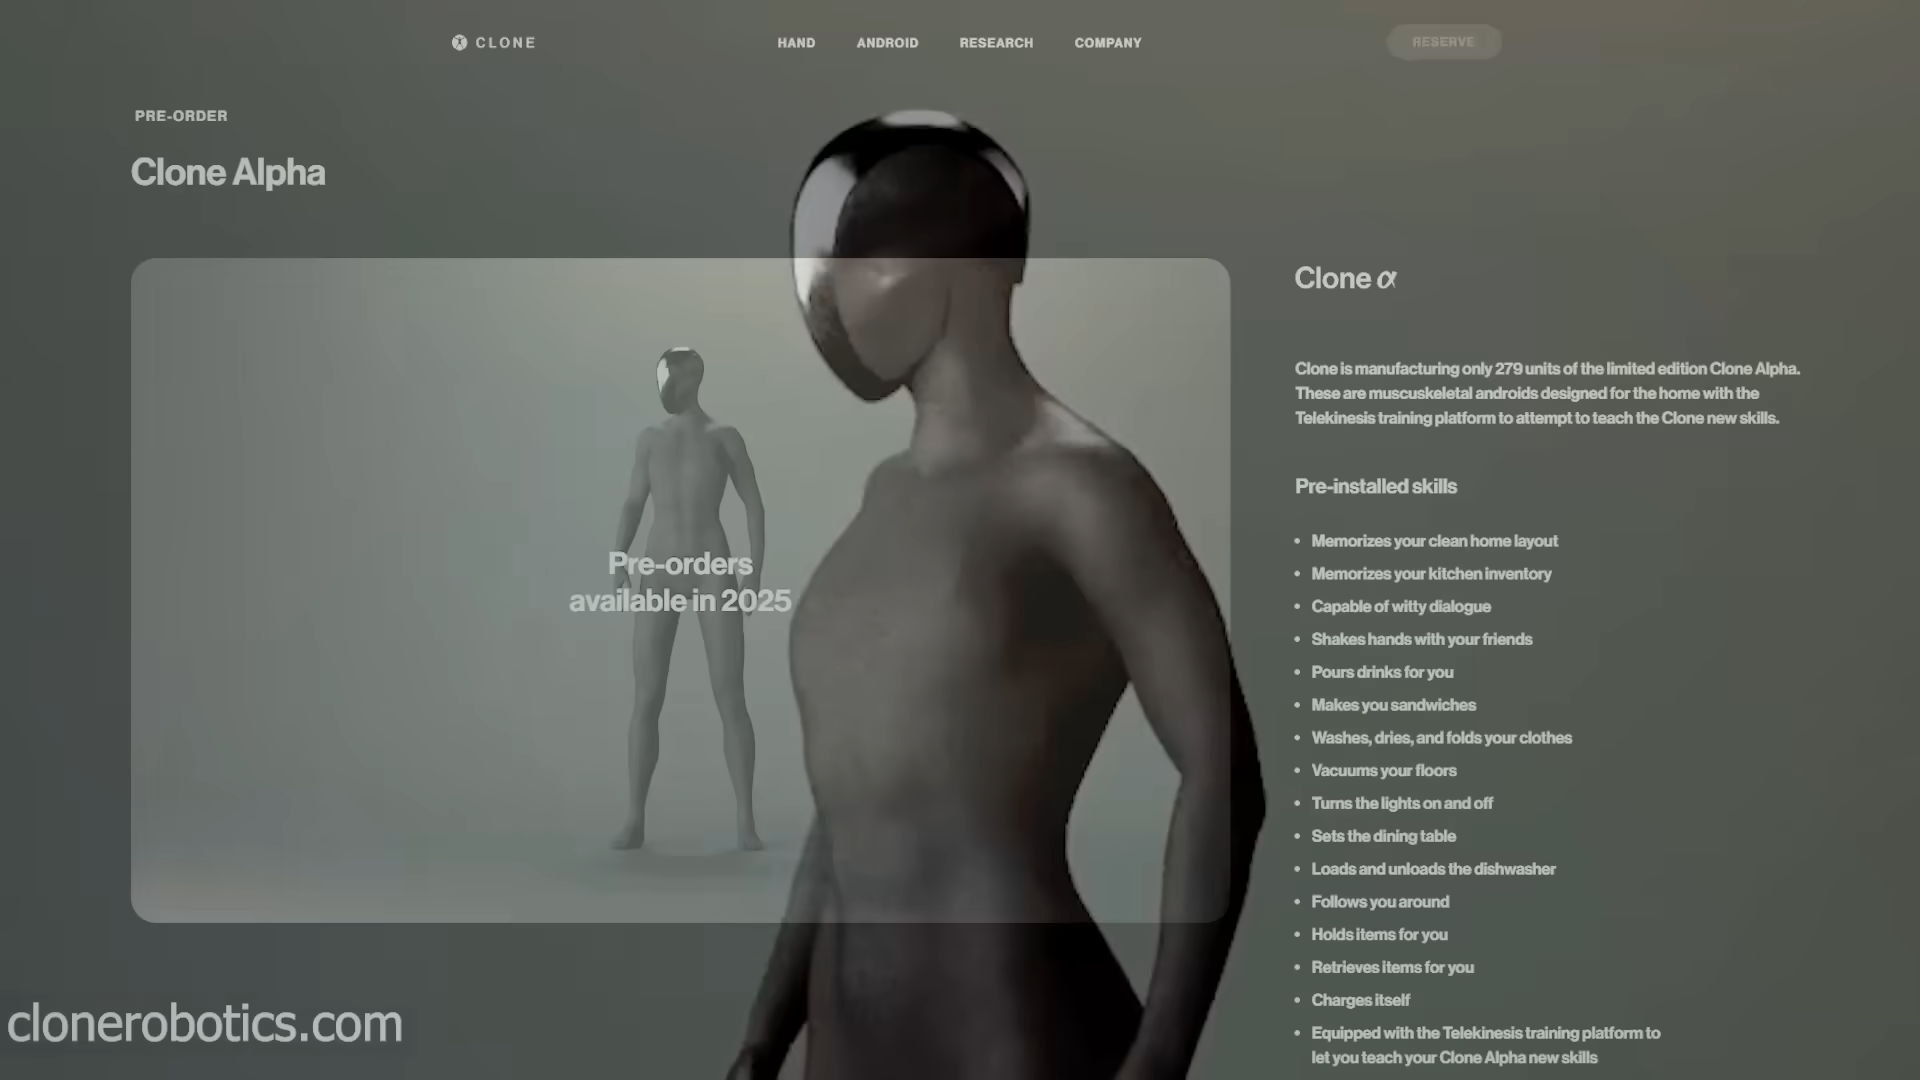 CLONE
HAND
ANDROID
RESEARCH
COMPANY
RESERVE
PRE-ORDER
Clone Alpha
Pre-orders
available in 2025
Clone α
Clone is manufacturing only 279 units of the limited edition Clone Alpha.
These are muscuskeletal androids designed for the home with the
Telekinesis training platform to attempt to teach the Clone new skills.
Pre-installed skills
• Memorizes your clean home layout
• Memorizes your kitchen inventory
• Capable of witty dialogue
• Shakes hands with your friends
• Pours drinks for you
• Makes you sandwiches
• Washes, dries, and folds your clothes
• Vacuums your floors
• Turns the lights on and off
• Sets the dining table
• Loads and unloads the dishwasher
• Follows you around
• Holds items for you
• Retrieves items for you
• Charges itself
• Equipped with the Telekinesis training platform to
let you teach your Clone Alpha new skills
clonerobotics.com